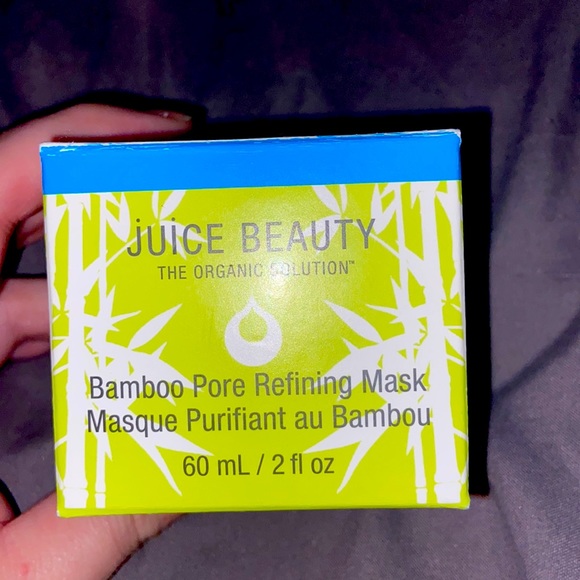 juice BEAUTY
THE ORGANIC SOLUTION™
Bamboo Pore Refining Mask
Masque Purifiant au Bambou
60 mL / 2 fl oz